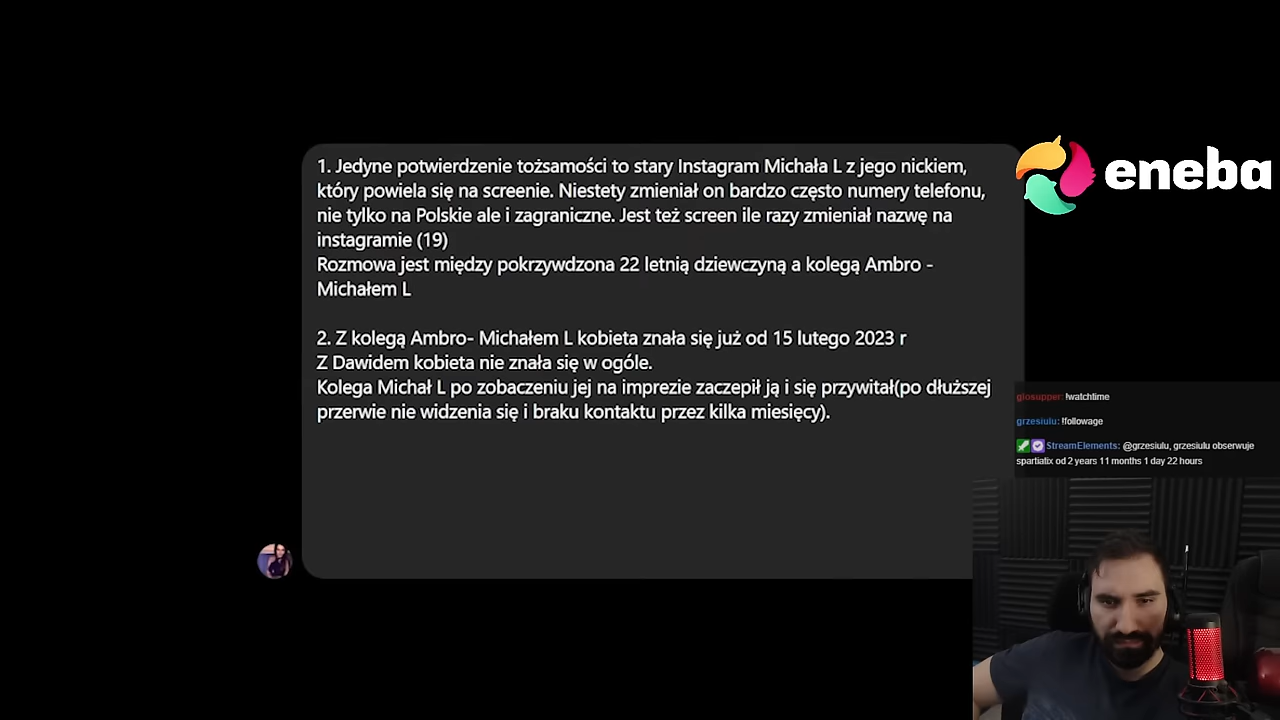 1. Jedyne potwierdzenie tożsamości to stary Instagram Michała L z jego nickiem,
który powiela się na screenie. Niestety zmieniał on bardzo często numery telefonu,
nie tylko na Polskie ale i zagraniczne. Jest też screen ile razy zmieniał nazwę na
instagramie (19)
Rozmowa jest między pokrzywdzona 22 letnią dziewczyną a kolegą Ambro -
Michałem L
2. Z kolegą Ambro- Michałem L kobieta znała się już od 15 lutego 2023 r
Z Dawidem kobieta nie znała się w ogóle.
Kolega Michał L po zobaczeniu jej na imprezie zaczepił ją i się przywitał(po dłuższej
przerwie nie widzenia się i braku kontaktu przez kilka miesięcy).
eneba
glosupper: !watchtime
grzesiulu: !followage
StreamElements: @grzesiulu, grzesiulu obserwuje
spartiatix od 2 years 11 months 1 day 22 hours